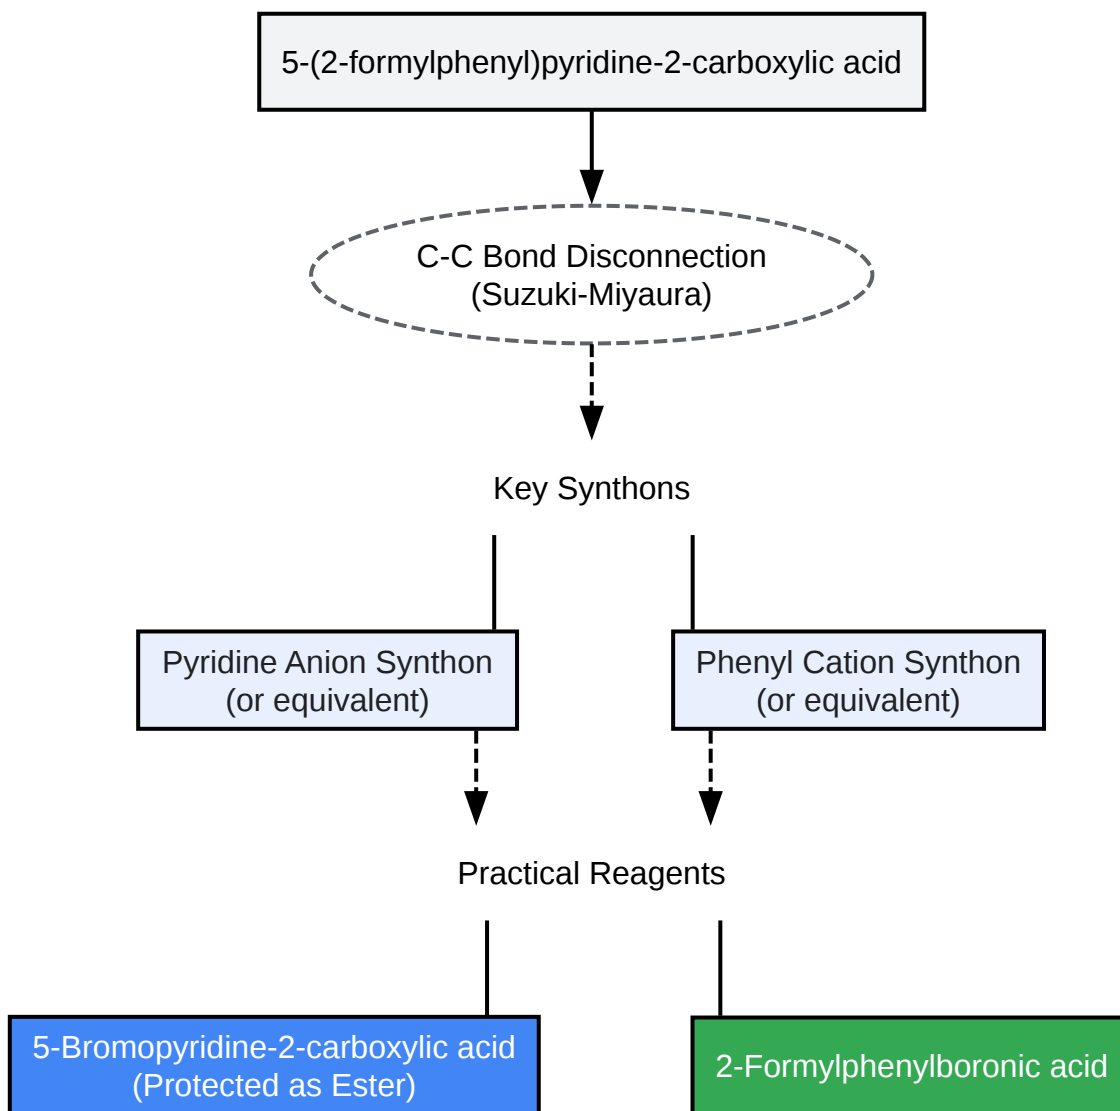 5-(2-formylphenyl)pyridine-2-carboxylic acid
C-C Bond Disconnection
(Suzuki-Miyaura)
Key Synthons
Pyridine Anion Synthon
(or equivalent)
Phenyl Cation Synthon
(or equivalent)
Practical Reagents
5-Bromopyridine-2-carboxylic acid
(Protected as Ester)
2-Formylphenylboronic acid